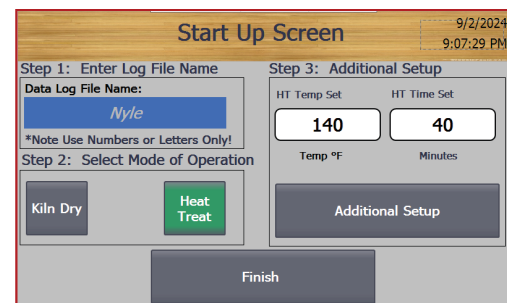 Start Up Screen
9/2/2024
9:07:29 PM
Step 1: Enter Log File Name
Data Log File Name:
Nyle
*Note Use Numbers or Letters Only!
Step 2: Select Mode of Operation
Kiln Dry
Heat
Treat
Step 3: Additional Setup
HT Temp Set
HT Time Set
140
40
Temp ºF
Minutes
Additional Setup
Finish